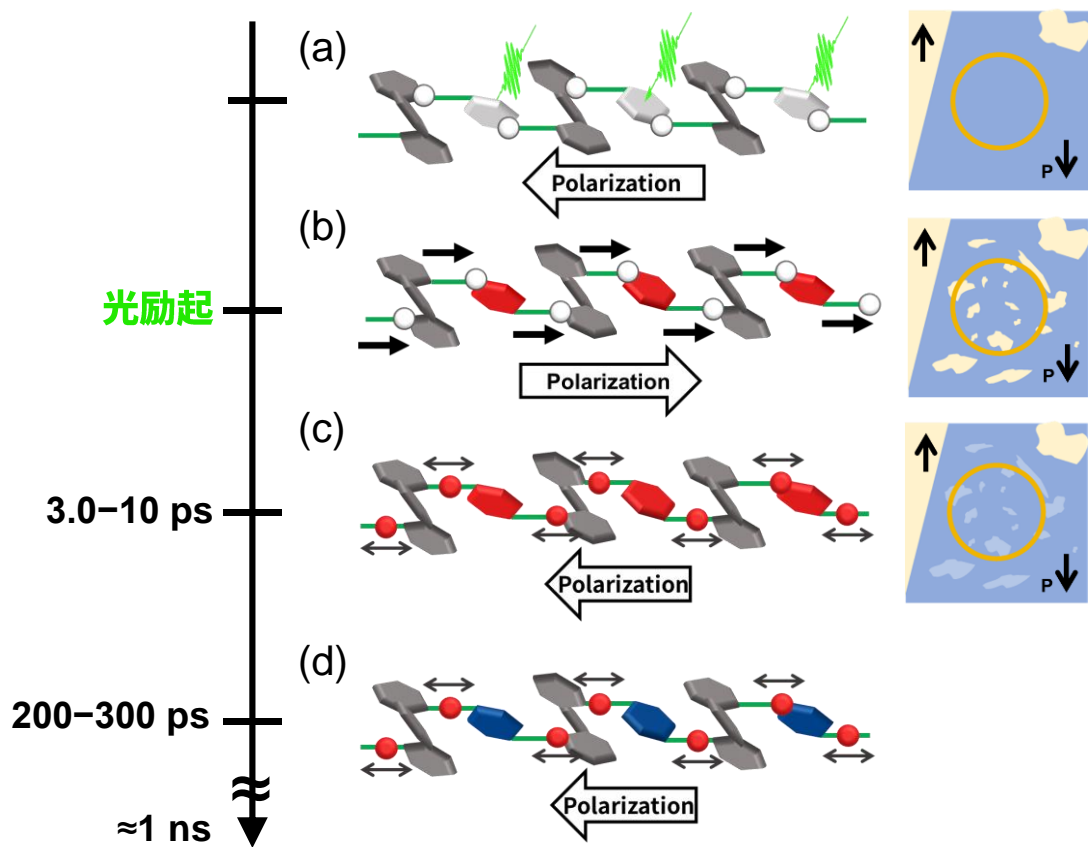 (a)
Polarization
P
(b)
光励起
Polarization
P
(c)
3.0−10 ps
Polarization
P
(d)
200−300 ps
Polarization
≈
≈1 ns